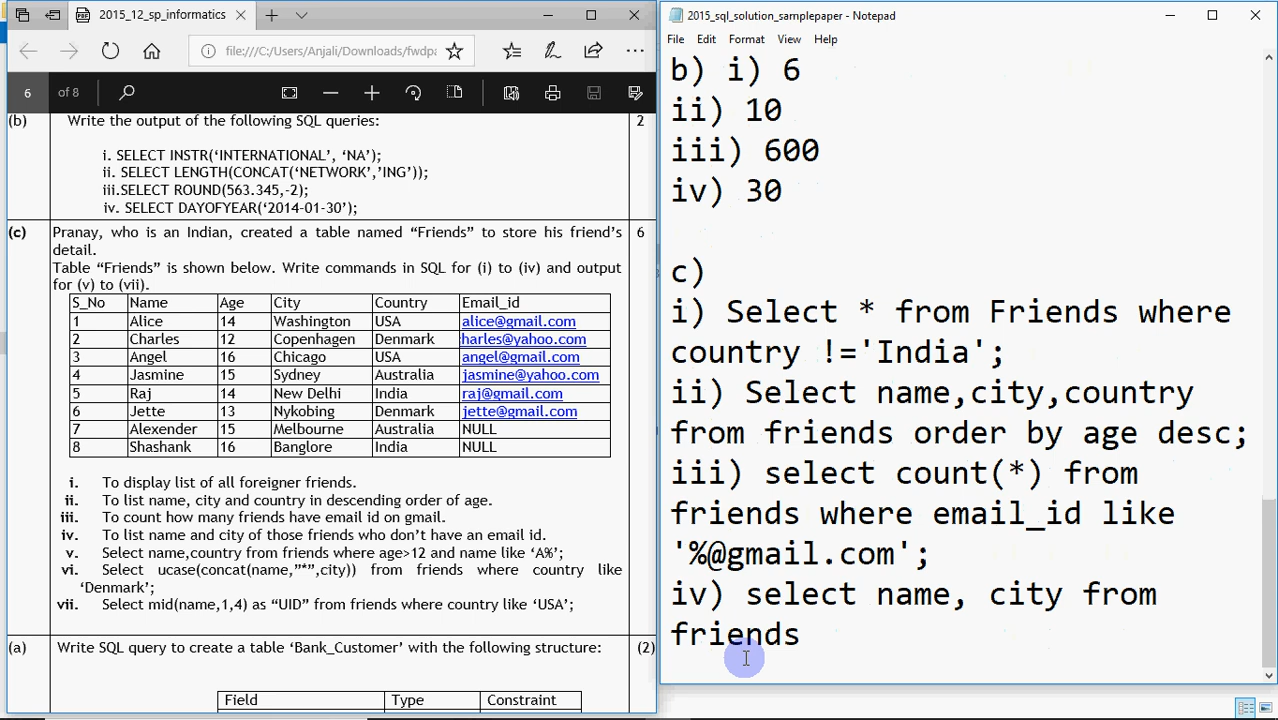 2015_12_sp_informatics
file:///C:/Users/Anjali/Downloads/fwdpa
6 of 8
(b) Write the output of the following SQL queries: 2
i. SELECT INSTR(‘INTERNATIONAL’, ‘NA’);
ii. SELECT LENGTH(CONCAT(‘NETWORK’,’ING’));
iii.SELECT ROUND(563.345,-2);
iv. SELECT DAYOFYEAR(‘2014-01-30’);
(c) Pranay, who is an Indian, created a table named “Friends” to store his friend’s 6
detail.
Table “Friends” is shown below. Write commands in SQL for (i) to (iv) and output
for (v) to (vii).
S_No Name Age City Country Email_id
1 Alice 14 Washington USA alice@gmail.com
2 Charles 12 Copenhagen Denmark harles@yahoo.com
3 Angel 16 Chicago USA angel@gmail.com
4 Jasmine 15 Sydney Australia jasmine@yahoo.com
5 Raj 14 New Delhi India raj@gmail.com
6 Jette 13 Nykobing Denmark jette@gmail.com
7 Alexender 15 Melbourne Australia NULL
8 Shashank 16 Banglore India NULL
i. To display list of all foreigner friends.
ii. To list name, city and country in descending order of age.
iii. To count how many friends have email id on gmail.
iv. To list name and city of those friends who don’t have an email id.
v. Select name,country from friends where age>12 and name like ‘A%’;
vi. Select ucase(concat(name,”*”,city)) from friends where country like
‘Denmark’;
vii. Select mid(name,1,4) as “UID” from friends where country like ‘USA’;
(a) Write SQL query to create a table ‘Bank_Customer’ with the following structure: (2)
Field Type Constraint
2015_sql_solution_samplepaper - Notepad
File Edit Format View Help
b) i) 6
ii) 10
iii) 600
iv) 30
c)
i) Select * from Friends where
country !='India';
ii) Select name,city,country
from friends order by age desc;
iii) select count(*) from
friends where email_id like
'%@gmail.com';
iv) select name, city from
friends